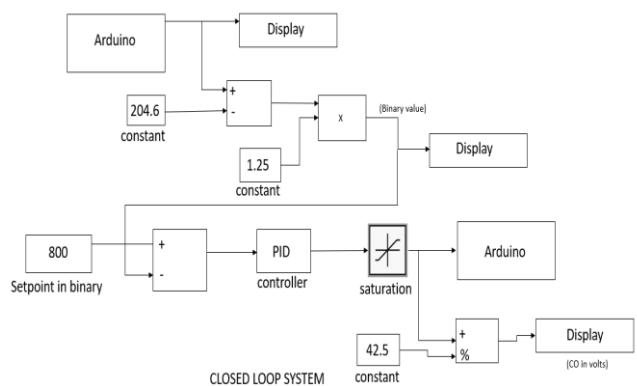 Arduino
Display
204.6
+
-
constant
x
(Binary value)
1.25
constant
Display
800
Setpoint in binary
+
-
PID
controller
saturation
Arduino
42.5
constant
+
%
Display
(CO in volts)
CLOSED LOOP SYSTEM